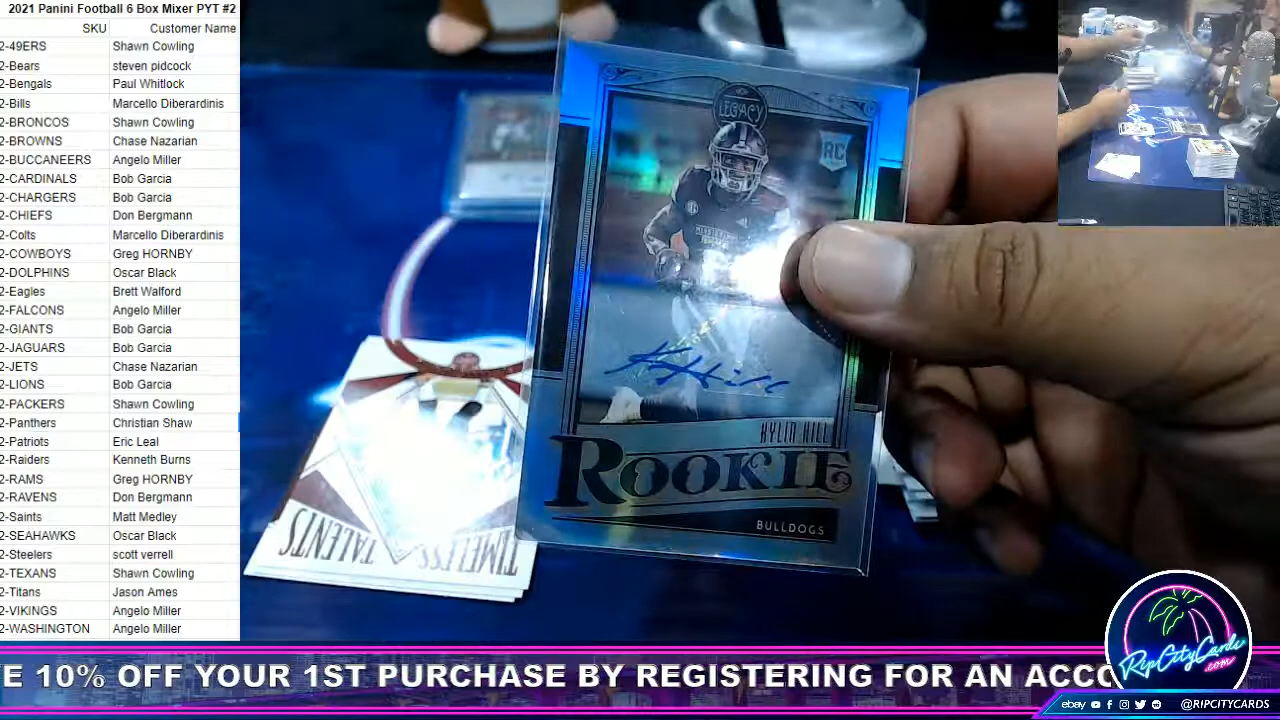 2021 Panini Football 6 Box Mixer PYT #2
SKU Customer Name
2-49ERS Shawn Cowling
2-Bears steven pidcock
2-Bengals Paul Whitlock
2-Bills Marcello Diberardinis
2-BRONCOS Shawn Cowling
2-BROWNS Chase Nazarian
2-BUCCANEERS Angelo Miller
2-CARDINALS Bob Garcia
2-CHARGERS Bob Garcia
2-CHIEFS Don Bergmann
2-Colts Marcello Diberardinis
2-COWBOYS Greg HORNBY
2-DOLPHINS Oscar Black
2-Eagles Brett Walford
2-FALCONS Angelo Miller
2-GIANTS Bob Garcia
2-JAGUARS Bob Garcia
2-JETS Chase Nazarian
2-LIONS Bob Garcia
2-PACKERS Shawn Cowling
2-Panthers Christian Shaw
2-Patriots Eric Leal
2-Raiders Kenneth Burns
2-RAMS Greg HORNBY
2-RAVENS Don Bergmann
2-Saints Matt Medley
2-SEAHAWKS Oscar Black
2-Steelers scott verrell
2-TEXANS Shawn Cowling
2-Titans Jason Ames
2-VIKINGS Angelo Miller
2-WASHINGTON Angelo Miller
LEGACY
RC
K Hill
KYLIN HILL
ROOKIE
BULLDOGS
TIMELESS
TALENTS
E 10% OFF YOUR 1ST PURCHASE BY REGISTERING FOR AN ACCO
RipCityCards
.com
ebay @RIPCITYCARDS